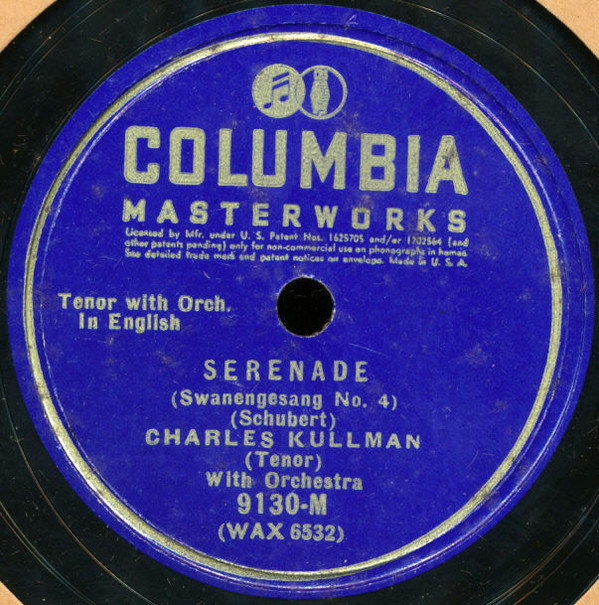 COLUMBIA
MASTERWORKS
Licensed by Mfr. under U. S. Patent Nos. 1625705 and/or 1702564 (and
other patents pending) only for non-commercial use on phonographs in homes.
See detailed trade mark and patent notices on envelope. Made in U. S. A.
Tenor with Orch.
In English
SERENADE
(Swanengesang No. 4)
(Schubert)
CHARLES KULLMAN
(Tenor)
With Orchestra
9130-M
(WAX 6532)